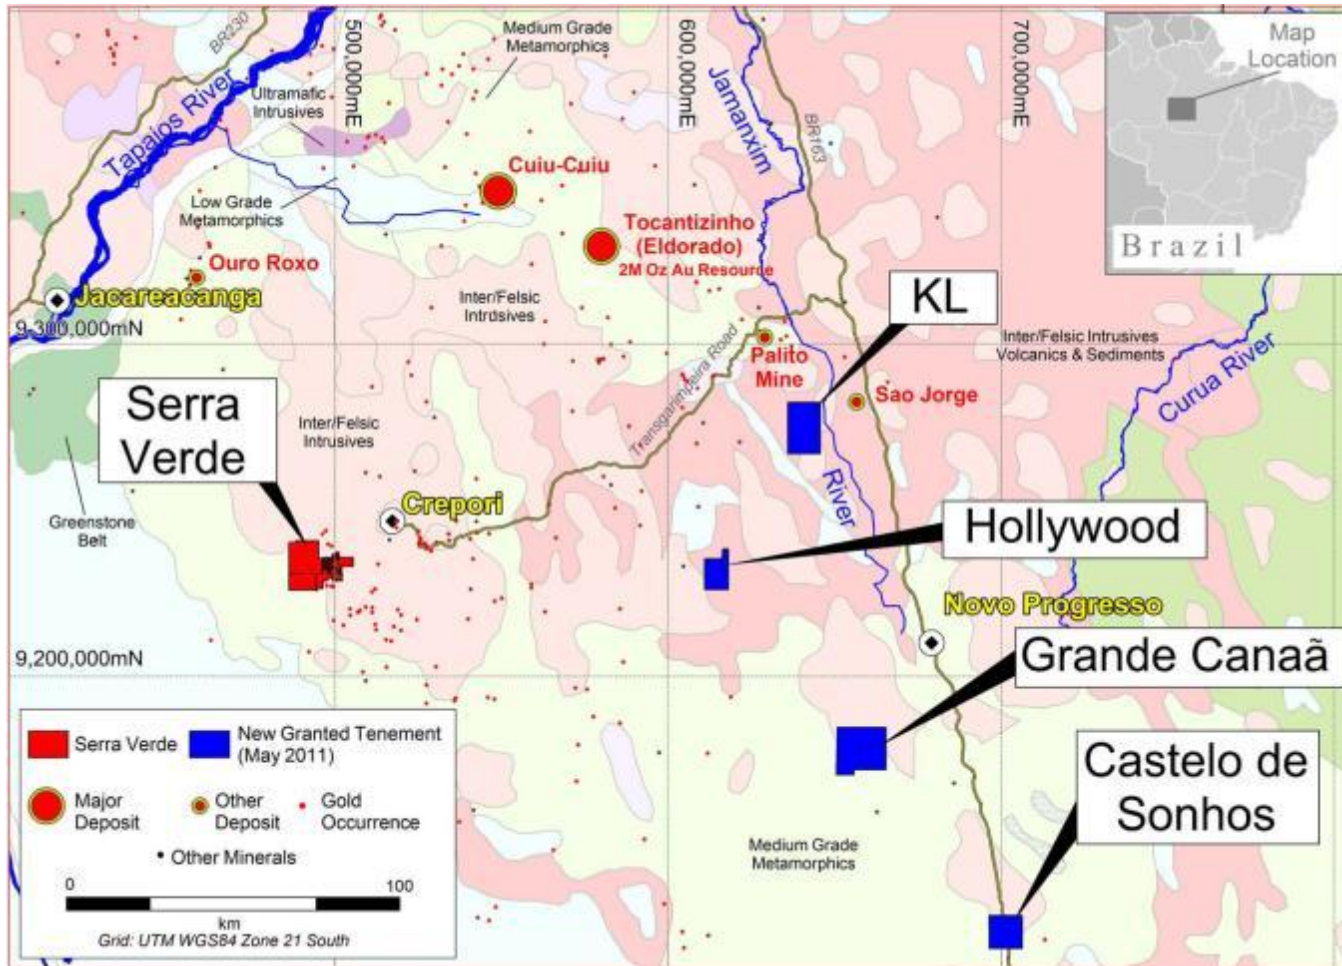 BR230
500,000mE
Medium Grade
Metamorphics
600,000mE
Jamanxim
BR163
700,000mE
Map
Location
Brazil
Tapalos River
Ultramafic
Intrusives
Cuiu-Cuiu
Low Grade
Metamorphics
Tocantizinho
(Eldorado)
2M Oz Au Resource
Ouro Roxo
Jacareacanga
Inter/Felsic
Intrusives
KL
9,300,000mN
Palito
Mine
Inter/Felsic Intrusives
Volcanics & Sediments
Curua River
Serra
Verde
Transgarimpeira Road
Sao Jorge
Inter/Felsic
Intrusives
River
Crepori
Greenstone
Belt
Hollywood
Novo Progresso
9,200,000mN
Grande Canaã
Castelo de
Sonhos
Medium Grade
Metamorphics
Serra Verde
New Granted Tenement
(May 2011)
Major
Deposit
Other
Deposit
Gold
Occurrence
Other Minerals
0 100
km
Grid: UTM WGS84 Zone 21 South